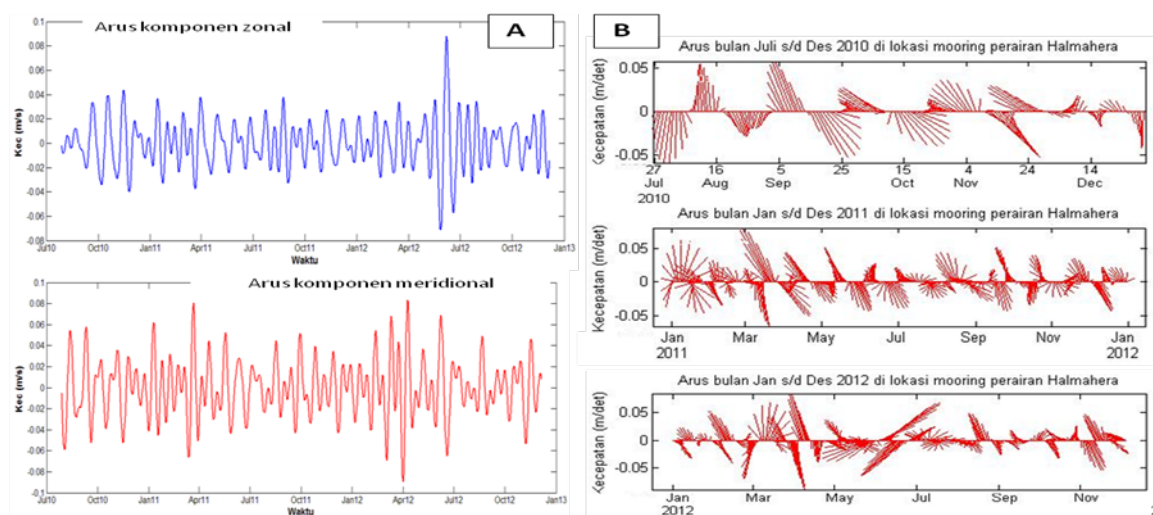 Arus komponen zonal
A
0.1
0.08
0.06
0.04
0.02
0
-0.02
-0.04
-0.06
-0.08
Kec (m/s)
Jul10 Oct10 Jan11 Apr11 Jul11 Oct11 Jan12 Apr12 Jul12 Oct12 Jan13
Waktu
Arus komponen meridional
0.1
0.08
0.06
0.04
0.02
0
-0.02
-0.04
-0.06
-0.08
-0.1
Kec (m/s)
Jul10 Oct10 Jan11 Apr11 Jul11 Oct11 Jan12 Apr12 Jul12 Oct12 Jan13
Waktu
B
Arus bulan Juli s/d Des 2010 di lokasi mooring perairan Halmahera
0.05
0
-0.05
Kecepatan (m/det)
27 16 5 25 15 4 24 14
Jul Aug Sep Oct Nov Dec
2010
Arus bulan Jan s/d Des 2011 di lokasi mooring perairan Halmahera
0.05
0
-0.05
Kecepatan (m/det)
Jan Mar May Jul Sep Nov Jan
2011 2012
Arus bulan Jan s/d Des 2012 di lokasi mooring perairan Halmahera
0.05
0
-0.05
Kecepatan (m/det)
Jan Mar May Jul Sep Nov
2012